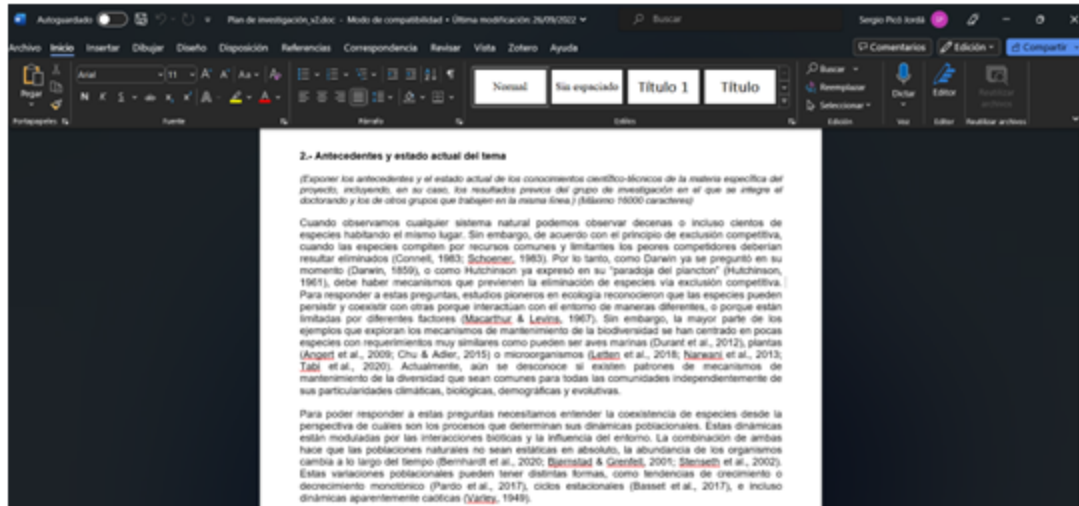 Autoguardado
Plan de investigación_v2.doc - Modo de compatibilidad • Última modificación: 26/09/2022
Buscar
Sergio Picó Jordá
Archivo Inicio Insertar Dibujar Diseño Disposición Referencias Correspondencia Revisar Vista Zotero Ayuda
Comentarios Edición Compartir
Pegar
Arial 11
Normal
Sin espaciado
Título 1
Título
Buscar
Reemplazar
Seleccionar
Dictar
Editor
Reutilizar archivos
Portapapeles Fuente Párrafo Estilos Edición Voz Editor Reutilizar archivos
2.- Antecedentes y estado actual del tema
(Exponer los antecedentes y el estado actual de los conocimientos científico-técnicos de la materia específica del
proyecto, incluyendo, en su caso, los resultados previos del grupo de investigación en el que se integre el
doctorando y los de otros grupos que trabajen en la misma línea.) (Máximo 16000 caracteres)
Cuando observamos cualquier sistema natural podemos observar decenas o incluso cientos de
especies habitando el mismo lugar. Sin embargo, de acuerdo con el principio de exclusión competitiva,
cuando las especies compiten por recursos comunes y limitantes los peores competidores deberían
resultar eliminados (Connell, 1983; Schoener, 1983). Por lo tanto, como Darwin ya se preguntó en su
momento (Darwin, 1859), o como Hutchinson ya expresó en su "paradoja del plancton" (Hutchinson,
1961), debe haber mecanismos que previenen la eliminación de especies vía exclusión competitiva.
Para responder a estas preguntas, estudios pioneros en ecología reconocieron que las especies pueden
persistir y coexistir con otras porque interactúan con el entorno de maneras diferentes, o porque están
limitadas por diferentes factores (Macarthur & Levins, 1967). Sin embargo, la mayor parte de los
ejemplos que exploran los mecanismos de mantenimiento de la biodiversidad se han centrado en pocas
especies con requerimientos muy similares como pueden ser aves marinas (Durant et al., 2012), plantas
(Angert et al., 2009; Chu & Adler, 2015) o microorganismos (Letten et al., 2018; Narwani et al., 2013;
Tabi et al., 2020). Actualmente, aún se desconoce si existen patrones de mecanismos de
mantenimiento de la diversidad que sean comunes para todas las comunidades independientemente de
sus particularidades climáticas, biológicas, demográficas y evolutivas.
Para poder responder a estas preguntas necesitamos entender la coexistencia de especies desde la
perspectiva de cuáles son los procesos que determinan sus dinámicas poblacionales. Estas dinámicas
están moduladas por las interacciones bióticas y la influencia del entorno. La combinación de ambas
hace que las poblaciones naturales no sean estáticas en absoluto, la abundancia de los organismos
cambia a lo largo del tiempo (Bernhardt et al., 2020; Bjørnstad & Grenfell, 2001; Stenseth et al., 2002).
Estas variaciones poblacionales pueden tener distintas formas, como tendencias de crecimiento o
decrecimiento monotónico (Pardo et al., 2017), ciclos estacionales (Basset et al., 2017), e incluso
dinámicas aparentemente caóticas (Varley, 1949).